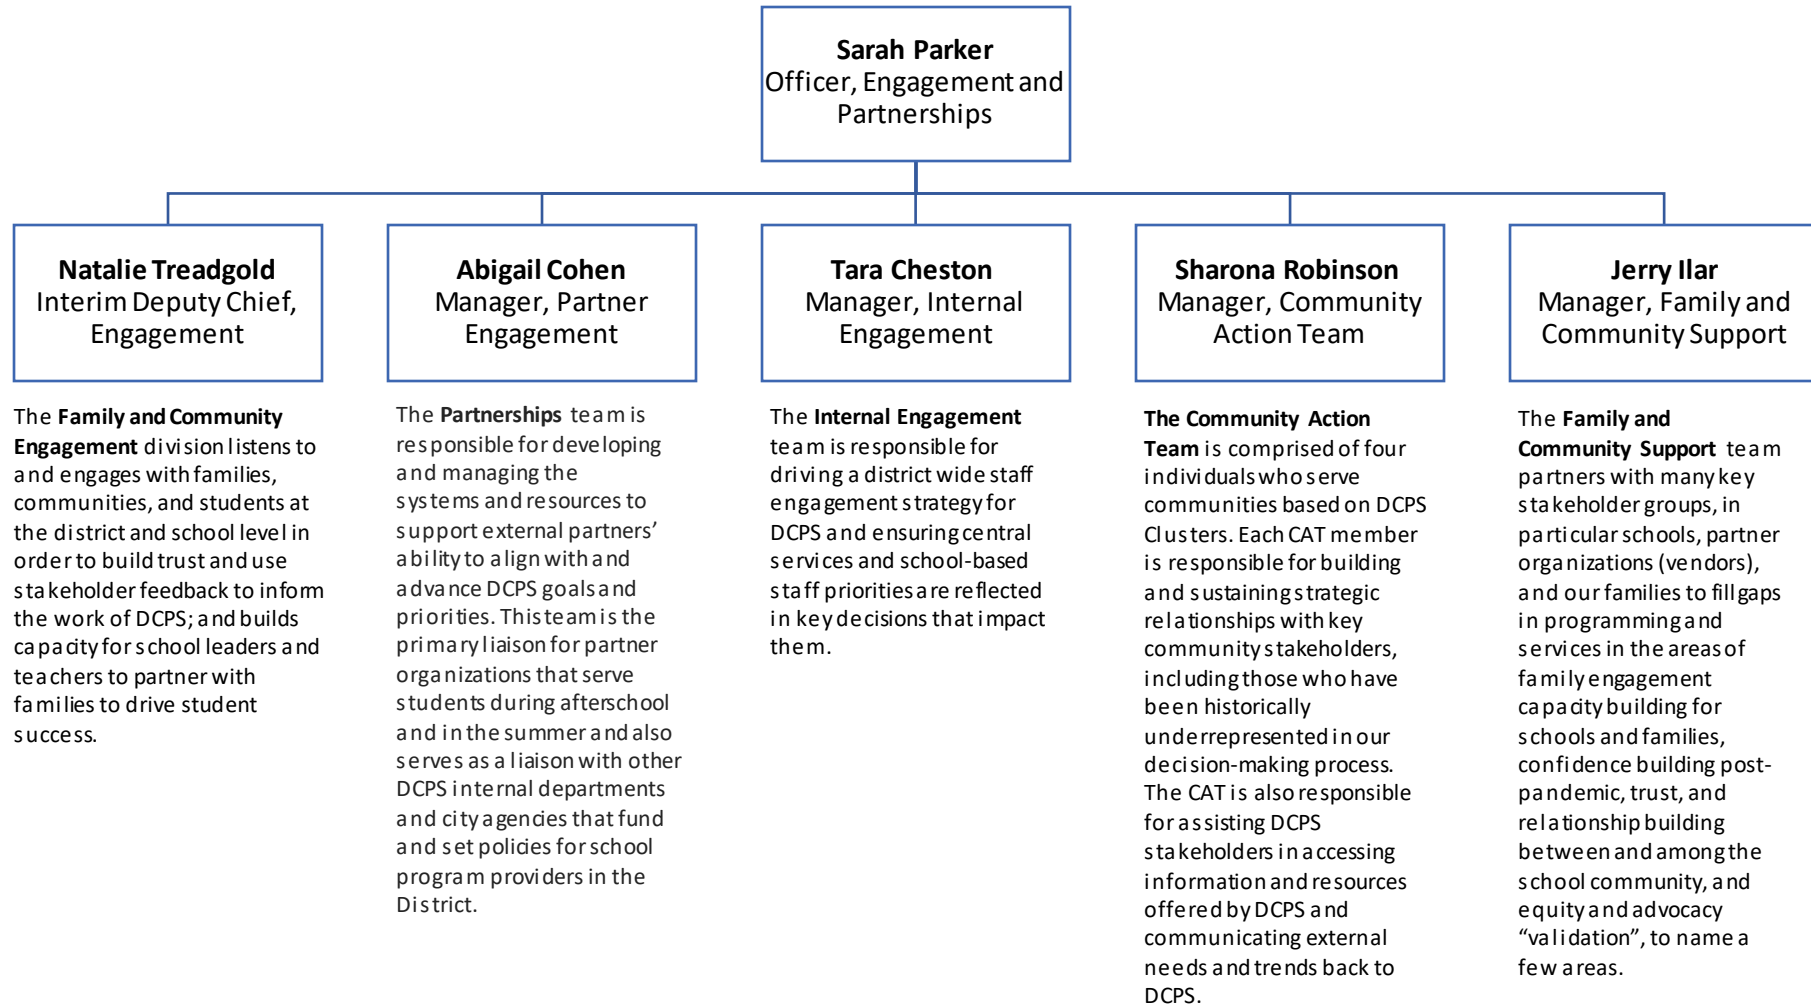 Sarah Parker
Officer, Engagement and
Partnerships
Natalie Treadgold
Interim Deputy Chief,
Engagement
The Family and Community
Engagement division listens to
and engages with families,
communities, and students at
the district and school level in
order to build trust and use
stakeholder feedback to inform
the work of DCPS; and builds
capacity for school leaders and
teachers to partner with
families to drive student
success.
Abigail Cohen
Manager, Partner
Engagement
The Partnerships team is
responsible for developing
and managing the
systems and resources to
support external partners’
ability to align with and
advance DCPS goals and
priorities. This team is the
primary liaison for partner
organizations that serve
students during afterschool
and in the summer and also
serves as a liaison with other
DCPS internal departments
and city agencies that fund
and set policies for school
program providers in the
District.
Tara Cheston
Manager, Internal
Engagement
The Internal Engagement
team is responsible for
driving a district wide staff
engagement strategy for
DCPS and ensuring central
services and school-based
staff priorities are reflected
in key decisions that impact
them.
Sharona Robinson
Manager, Community
Action Team
The Community Action
Team is comprised of four
individuals who serve
communities based on DCPS
Clusters. Each CAT member
is responsible for building
and sustaining strategic
relationships with key
community stakeholders,
including those who have
been historically
underrepresented in our
decision-making process.
The CAT is also responsible
for assisting DCPS
stakeholders in accessing
information and resources
offered by DCPS and
communicating external
needs and trends back to
DCPS.
Jerry Ilar
Manager, Family and
Community Support
The Family and
Community Support team
partners with many key
stakeholder groups, in
particular schools, partner
organizations (vendors),
and our families to fill gaps
in programming and
services in the areas of
family engagement
capacity building for
schools and families,
confidence building post-
pandemic, trust, and
relationship building
between and among the
school community, and
equity and advocacy
“validation”, to name a
few areas.